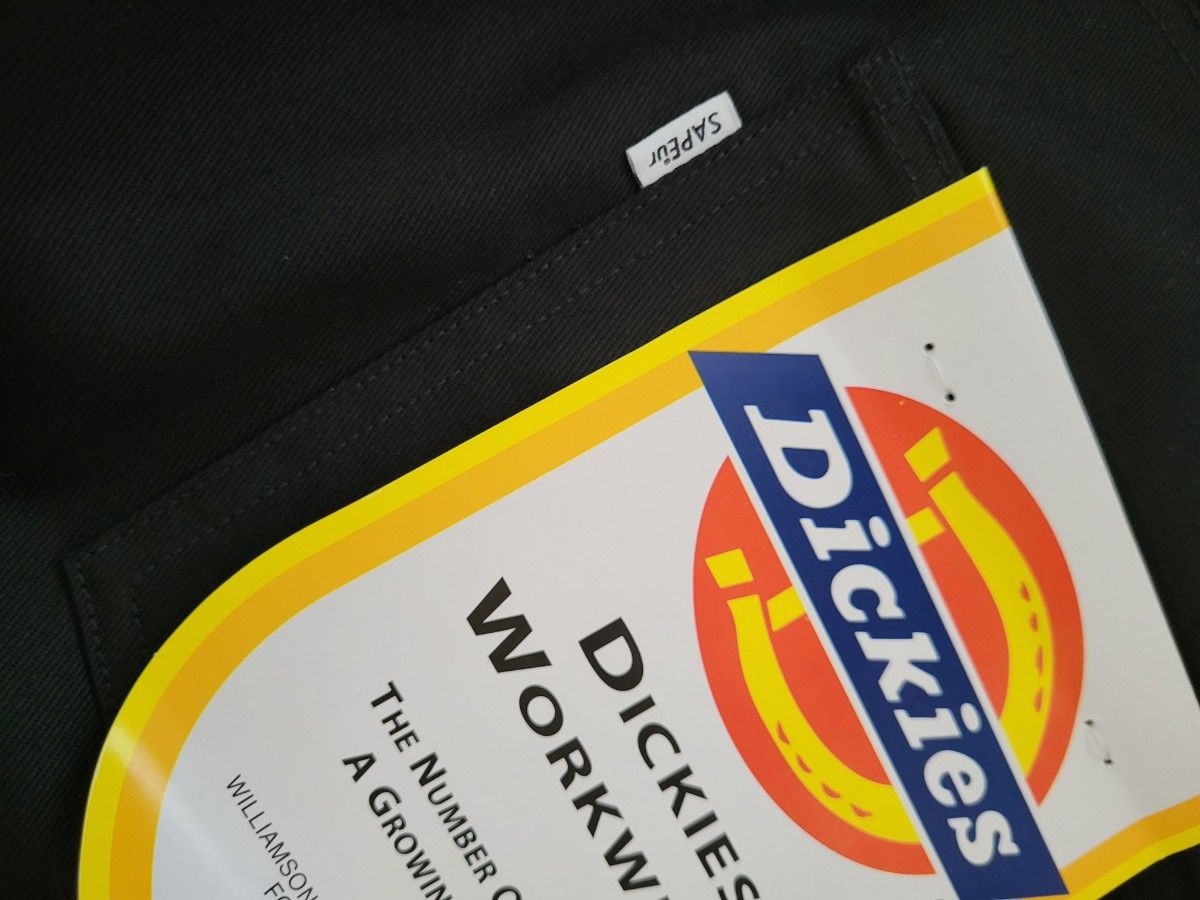 SAPEur
Dickies
DICKIES
WORKW
THE NUMBER
A GROWIN
WILLIAMSON